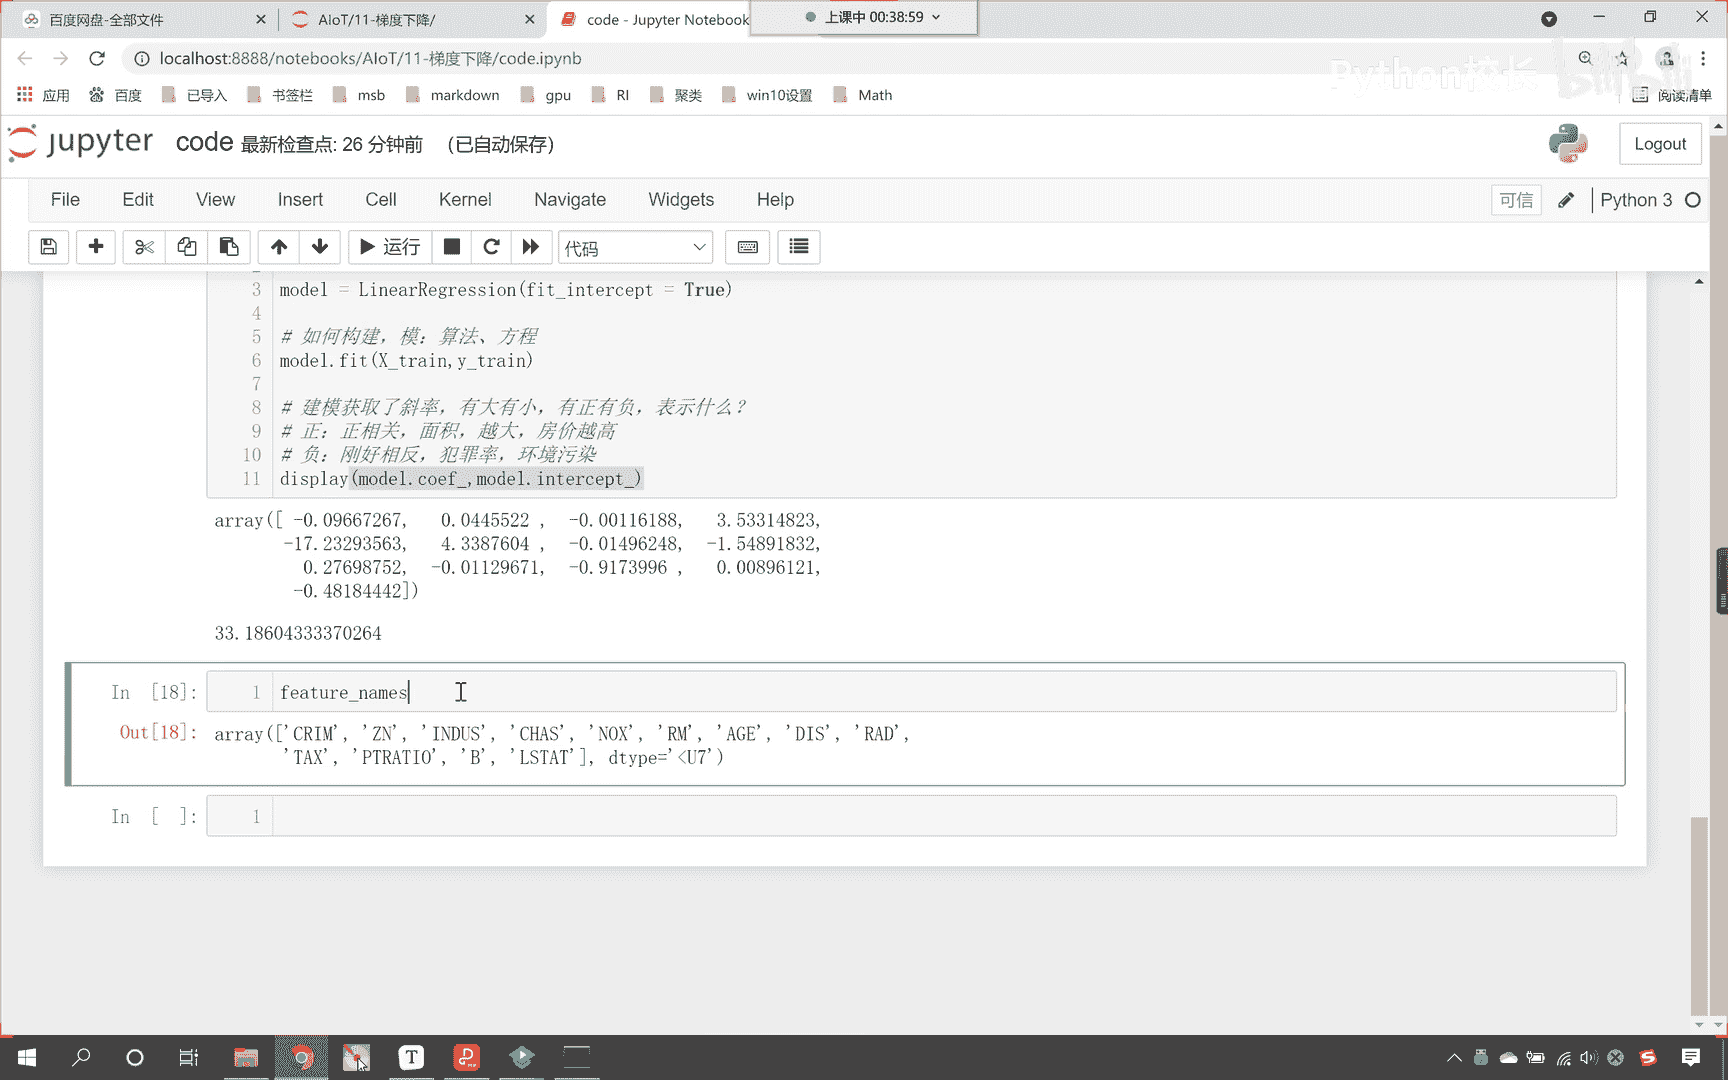 百度网盘-全部文件
AIoT/11-梯度下降/
code - Jupyter Notebook
上课中 00:38:59
localhost:8888/notebooks/AIoT/11-梯度下降/code.ipynb
Python校长
bilibili
应用
百度
已导入
书签栏
msb
markdown
gpu
RI
聚类
win10设置
Math
阅读清单
jupyter
code 最新检查点: 26 分钟前 (已自动保存)
Logout
File Edit View Insert Cell Kernel Navigate Widgets Help
可信
Python 3
运行
代码
3 model = LinearRegression(fit_intercept = True)
4
5 # 如何构建，模：算法、方程
6 model.fit(X_train,y_train)
7
8 # 建模获取了斜率，有大有小，有正有负，表示什么？
9 # 正：正相关，面积，越大，房价越高
10 # 负：刚好相反，犯罪率，环境污染
11 display(model.coef_,model.intercept_)
array([ -0.09667267, 0.0445522 , -0.00116188, 3.53314823,
-17.23293563, 4.3387604 , -0.01496248, -1.54891832,
0.27698752, -0.01129671, -0.9173996 , 0.00896121,
-0.48184442])
33.18604333370264
In [18]: 1 feature_names
Out[18]: array(['CRIM', 'ZN', 'INDUS', 'CHAS', 'NOX', 'RM', 'AGE', 'DIS', 'RAD',
'TAX', 'PTRATIO', 'B', 'LSTAT'], dtype='<U7')
In [ ]: 1